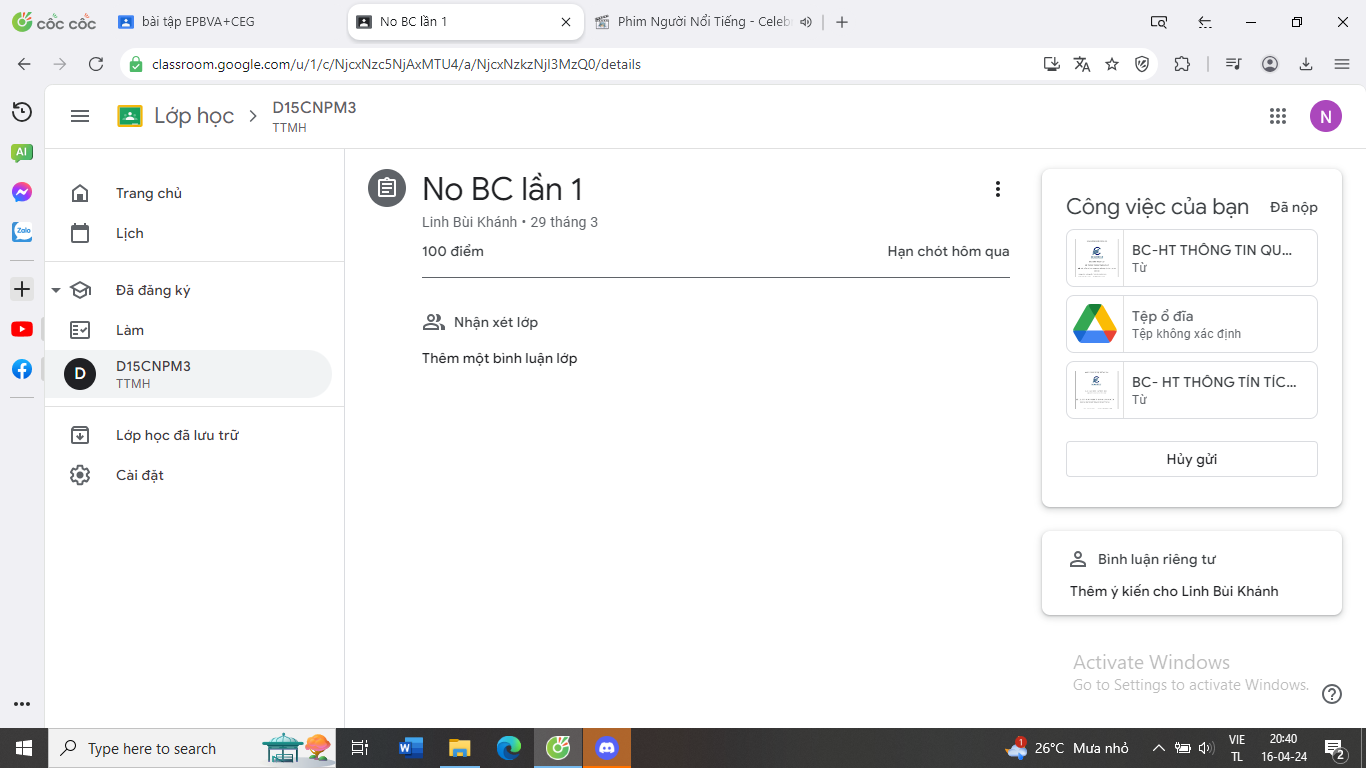 cốc cốc
bài tập EPBVA+CEG
No BC lần 1
Phim Người Nổi Tiếng - Celeb
classroom.google.com/u/1/c/NjcxNzc5NjAxMTU4/a/NjcxNzkzNjI3MzQ0/details
Lớp học
D15CNPM3
TTMH
N
AI
Zalo
Trang chủ
Lịch
Đã đăng ký
Làm
D
D15CNPM3
TTMH
Lớp học đã lưu trữ
Cài đặt
No BC lần 1
Linh Bùi Khánh • 29 tháng 3
100 điểm
Hạn chót hôm qua
Nhận xét lớp
Thêm một bình luận lớp
Công việc của bạn
Đã nộp
BC-HT THÔNG TIN QU...
Từ
Tệp ổ đĩa
Tệp không xác định
BC- HT THÔNG TÍN TÍC...
Từ
Hủy gửi
Bình luận riêng tư
Thêm ý kiến cho Linh Bùi Khánh
Activate Windows
Go to Settings to activate Windows.
Type here to search
1
26°C Mưa nhỏ
VIE
TL
20:40
16-04-24
2